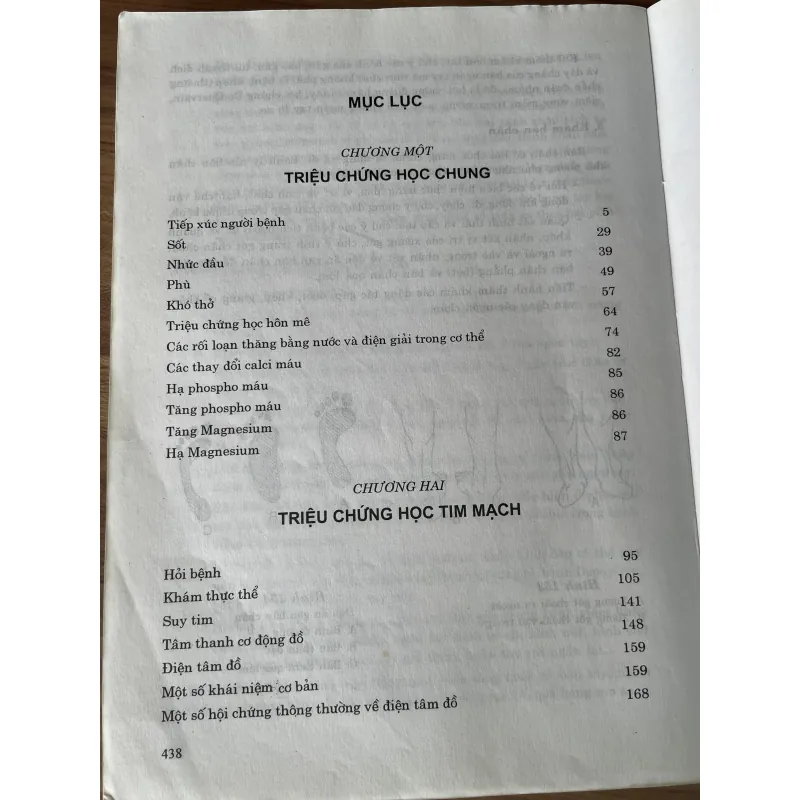 MỤC LỤC
CHƯƠNG MỘT
TRIỆU CHỨNG HỌC CHUNG
Tiếp xúc người bệnh 5
Sốt 29
Nhức đầu 39
Phù 49
Khó thở 57
Triệu chứng học hôn mê 64
Các rối loạn thăng bằng nước và điện giải trong cơ thể 74
Các thay đổi calci máu 82
Hạ phospho máu 85
Tăng phospho máu 86
Tăng Magnesium 86
Hạ Magnesium 87
CHƯƠNG HAI
TRIỆU CHỨNG HỌC TIM MẠCH
Hỏi bệnh 95
Khám thực thể 105
Suy tim 141
Tâm thanh cơ động đồ 148
Điện tâm đồ 159
Một số khái niệm cơ bản 159
Một số hội chứng thông thường về điện tâm đồ 168
438